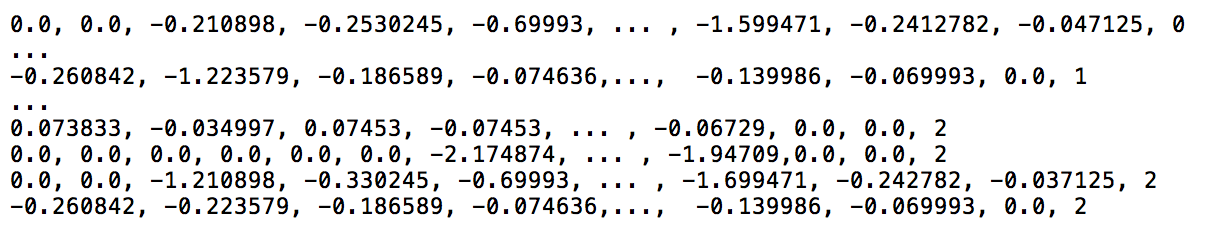 0.0, 0.0, -0.210898, -0.2530245, -0.69993, ... , -1.599471, -0.2412782, -0.047125, 0
...
-0.260842, -1.223579, -0.186589, -0.074636,..., -0.139986, -0.069993, 0.0, 1
...
0.073833, -0.034997, 0.07453, -0.07453, ... , -0.06729, 0.0, 0.0, 2
0.0, 0.0, 0.0, 0.0, 0.0, 0.0, -2.174874, ... , -1.94709,0.0, 0.0, 2
0.0, 0.0, -1.210898, -0.330245, -0.69993, ... , -1.699471, -0.242782, -0.037125, 2
-0.260842, -0.223579, -0.186589, -0.074636,..., -0.139986, -0.069993, 0.0, 2